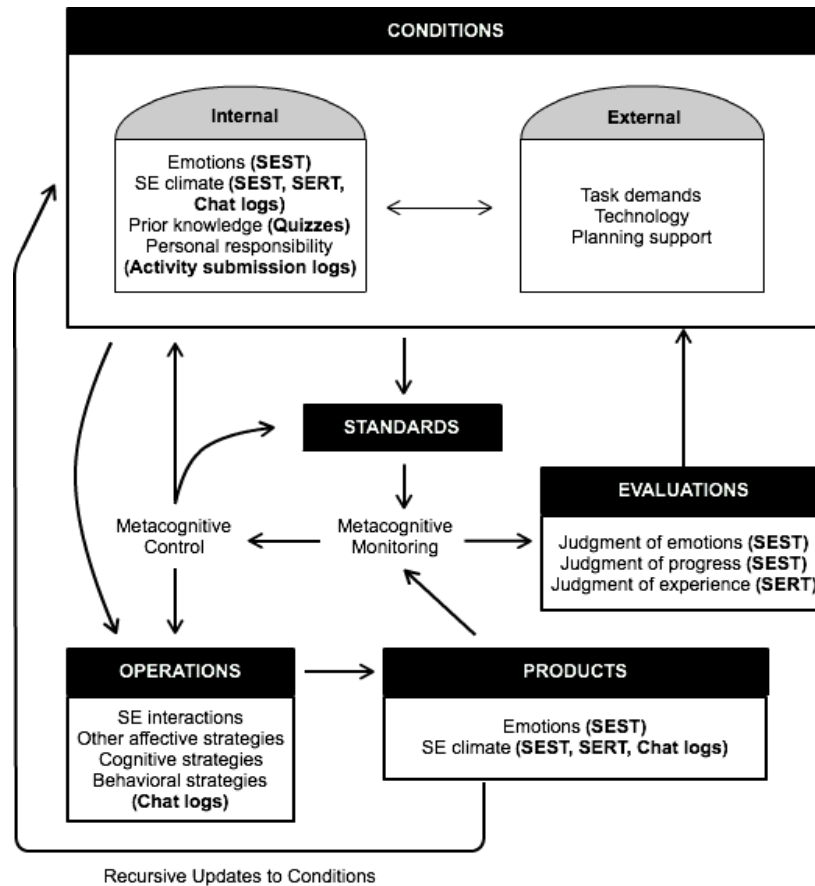 CONDITIONS
Internal
Emotions (SEST)
SE climate (SEST, SERT,
Chat logs)
Prior knowledge (Quizzes)
Personal responsibility
(Activity submission logs)
External
Task demands
Technology
Planning support
STANDARDS
Metacognitive
Control
Metacognitive
Monitoring
EVALUATIONS
Judgment of emotions (SEST)
Judgment of progress (SEST)
Judgment of experience (SERT)
OPERATIONS
SE interactions
Other affective strategies
Cognitive strategies
Behavioral strategies
(Chat logs)
PRODUCTS
Emotions (SEST)
SE climate (SEST, SERT, Chat logs)
Recursive Updates to Conditions